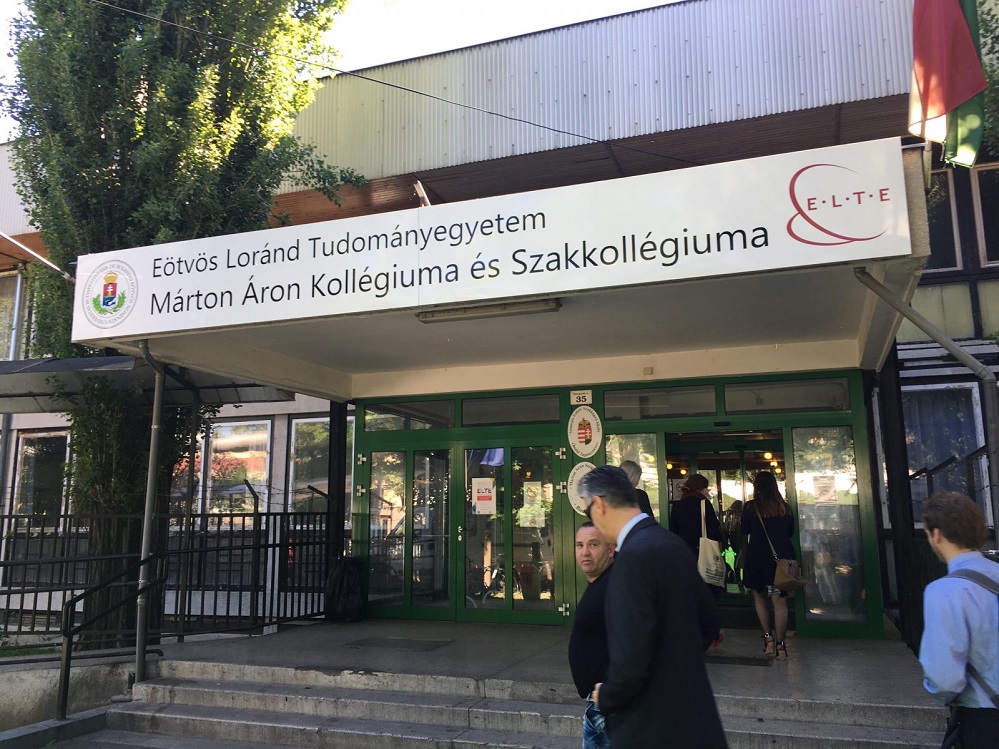 Eötvös Loránd Tudományegyetem
Márton Áron Kollégiuma és Szakkollégiuma
E·L·T·E
35
ELTE